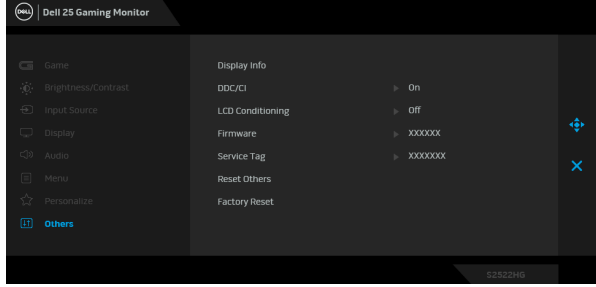 DELL Dell 25 Gaming Monitor
Game
Brightness/Contrast
Input Source
Display
Audio
Menu
Personalize
Others
Display Info
DDC/CI On
LCD Conditioning Off
Firmware XXXXXX
Service Tag XXXXXXX
Reset Others
Factory Reset
S2522HG